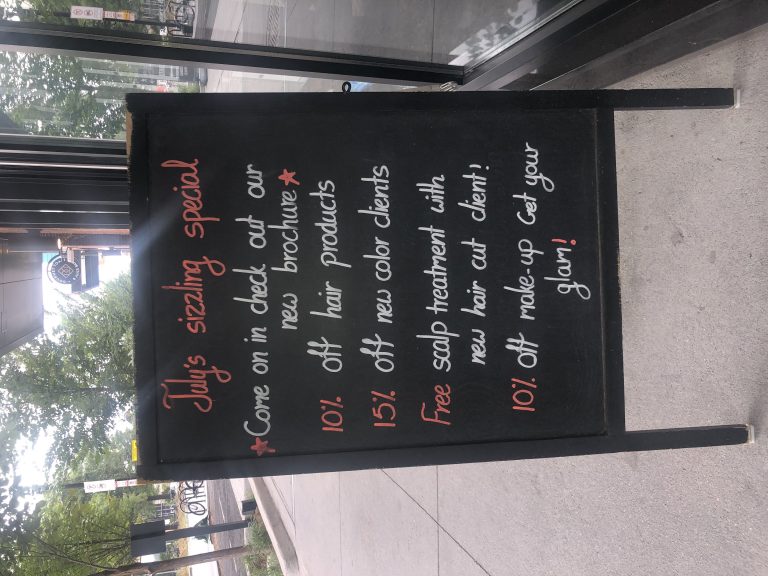 July's sizzling special
★Come on in check out our
new brochure★
10% off hair products
15% off new color clients
Free scalp treatment with
new hair cut client!
10% off make-up Get your
glam!